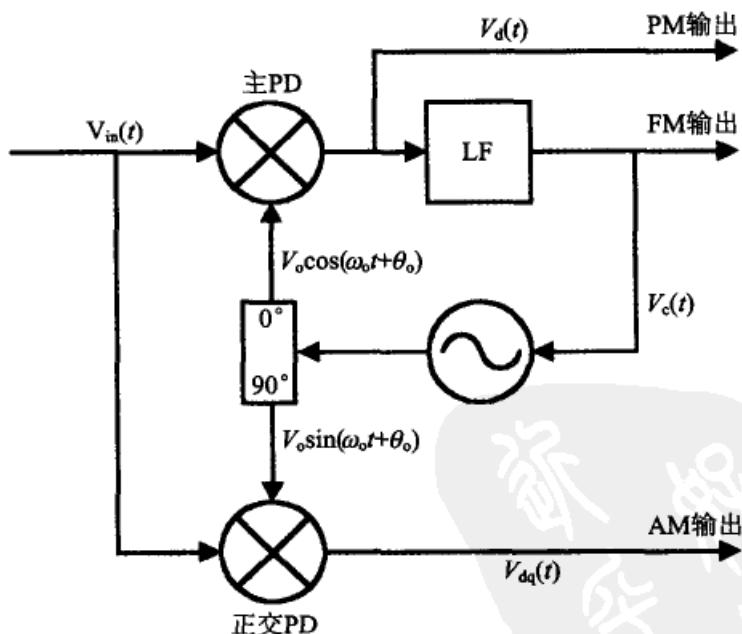 PM输出
V_d(t)
主PD
V_in(t)
FM输出
LF
V_o cos(ω_o t+θ_o)
V_c(t)
0°
90°
V_o sin(ω_o t+θ_o)
AM输出
V_dq(t)
正交PD